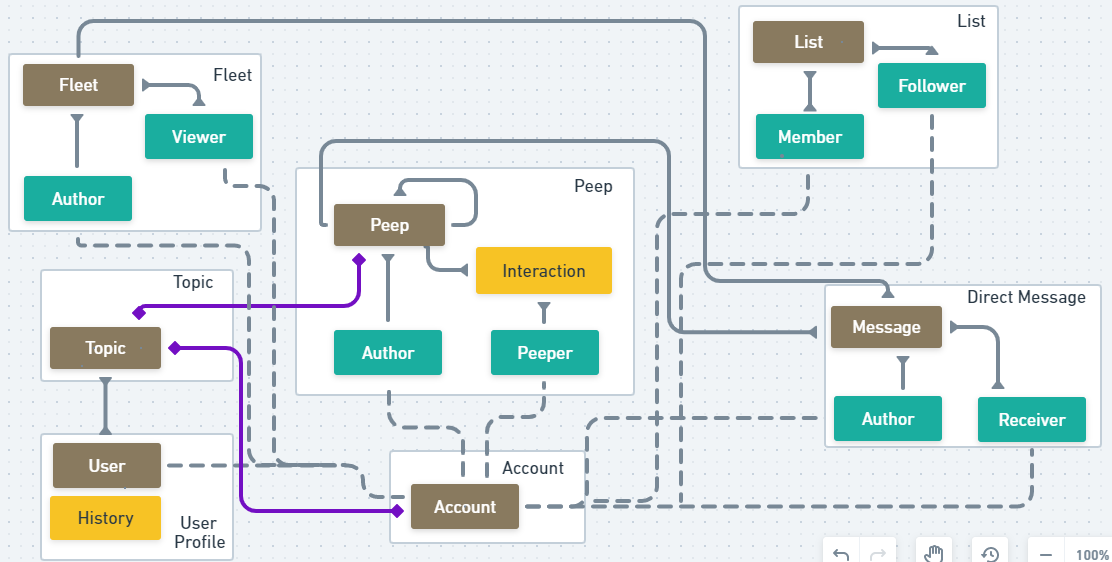 List
List
Follower
Member
Fleet
Fleet
Viewer
Author
Peep
Peep
Interaction
Author
Peeper
Topic
Topic
Direct Message
Message
Author
Receiver
User
History
User
Profile
Account
Account
100%